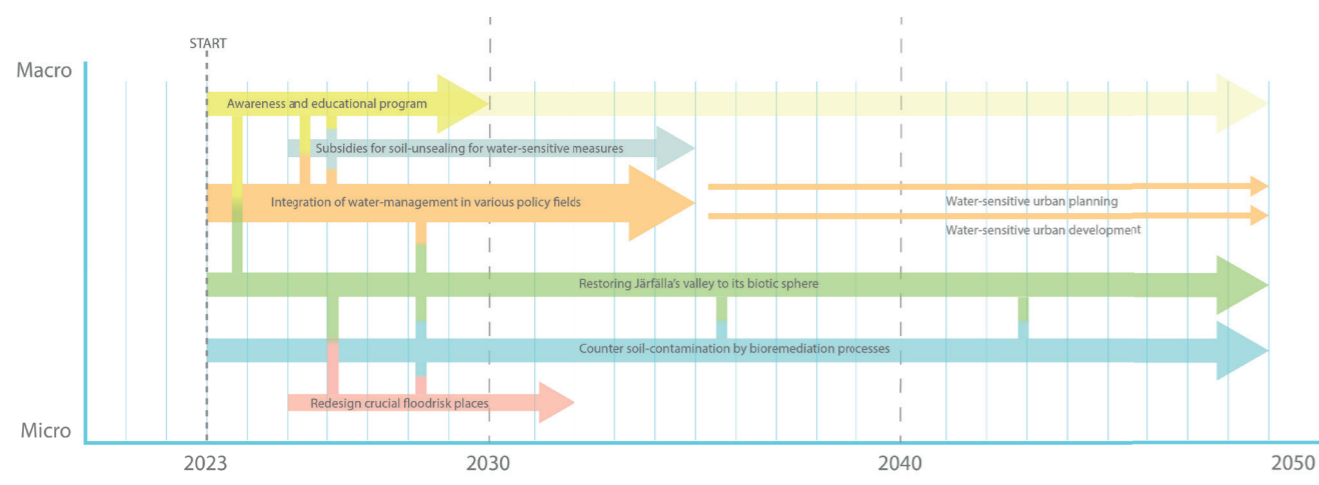 START
Macro
Awareness and educational program
Subsidies for soil-unsealing for water-sensitive measures
Integration of water-management in various policy fields
Water-sensitive urban planning
Water-sensitive urban development
Restoring Järfälla's valley to its biotic sphere
Counter soil-contamination by bioremediation processes
Redesign crucial floodrisk places
Micro
2023
2030
2040
2050